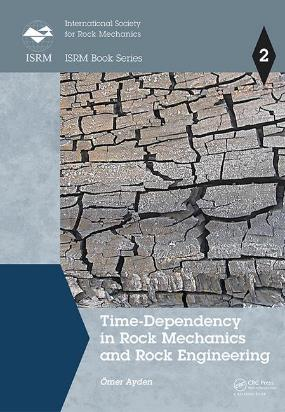 International Society
for Rock Mechanics
ISRM
ISRM Book Series
2
Time-Dependency
in Rock Mechanics
and Rock Engineering
Ömer Ayden
CRC Press